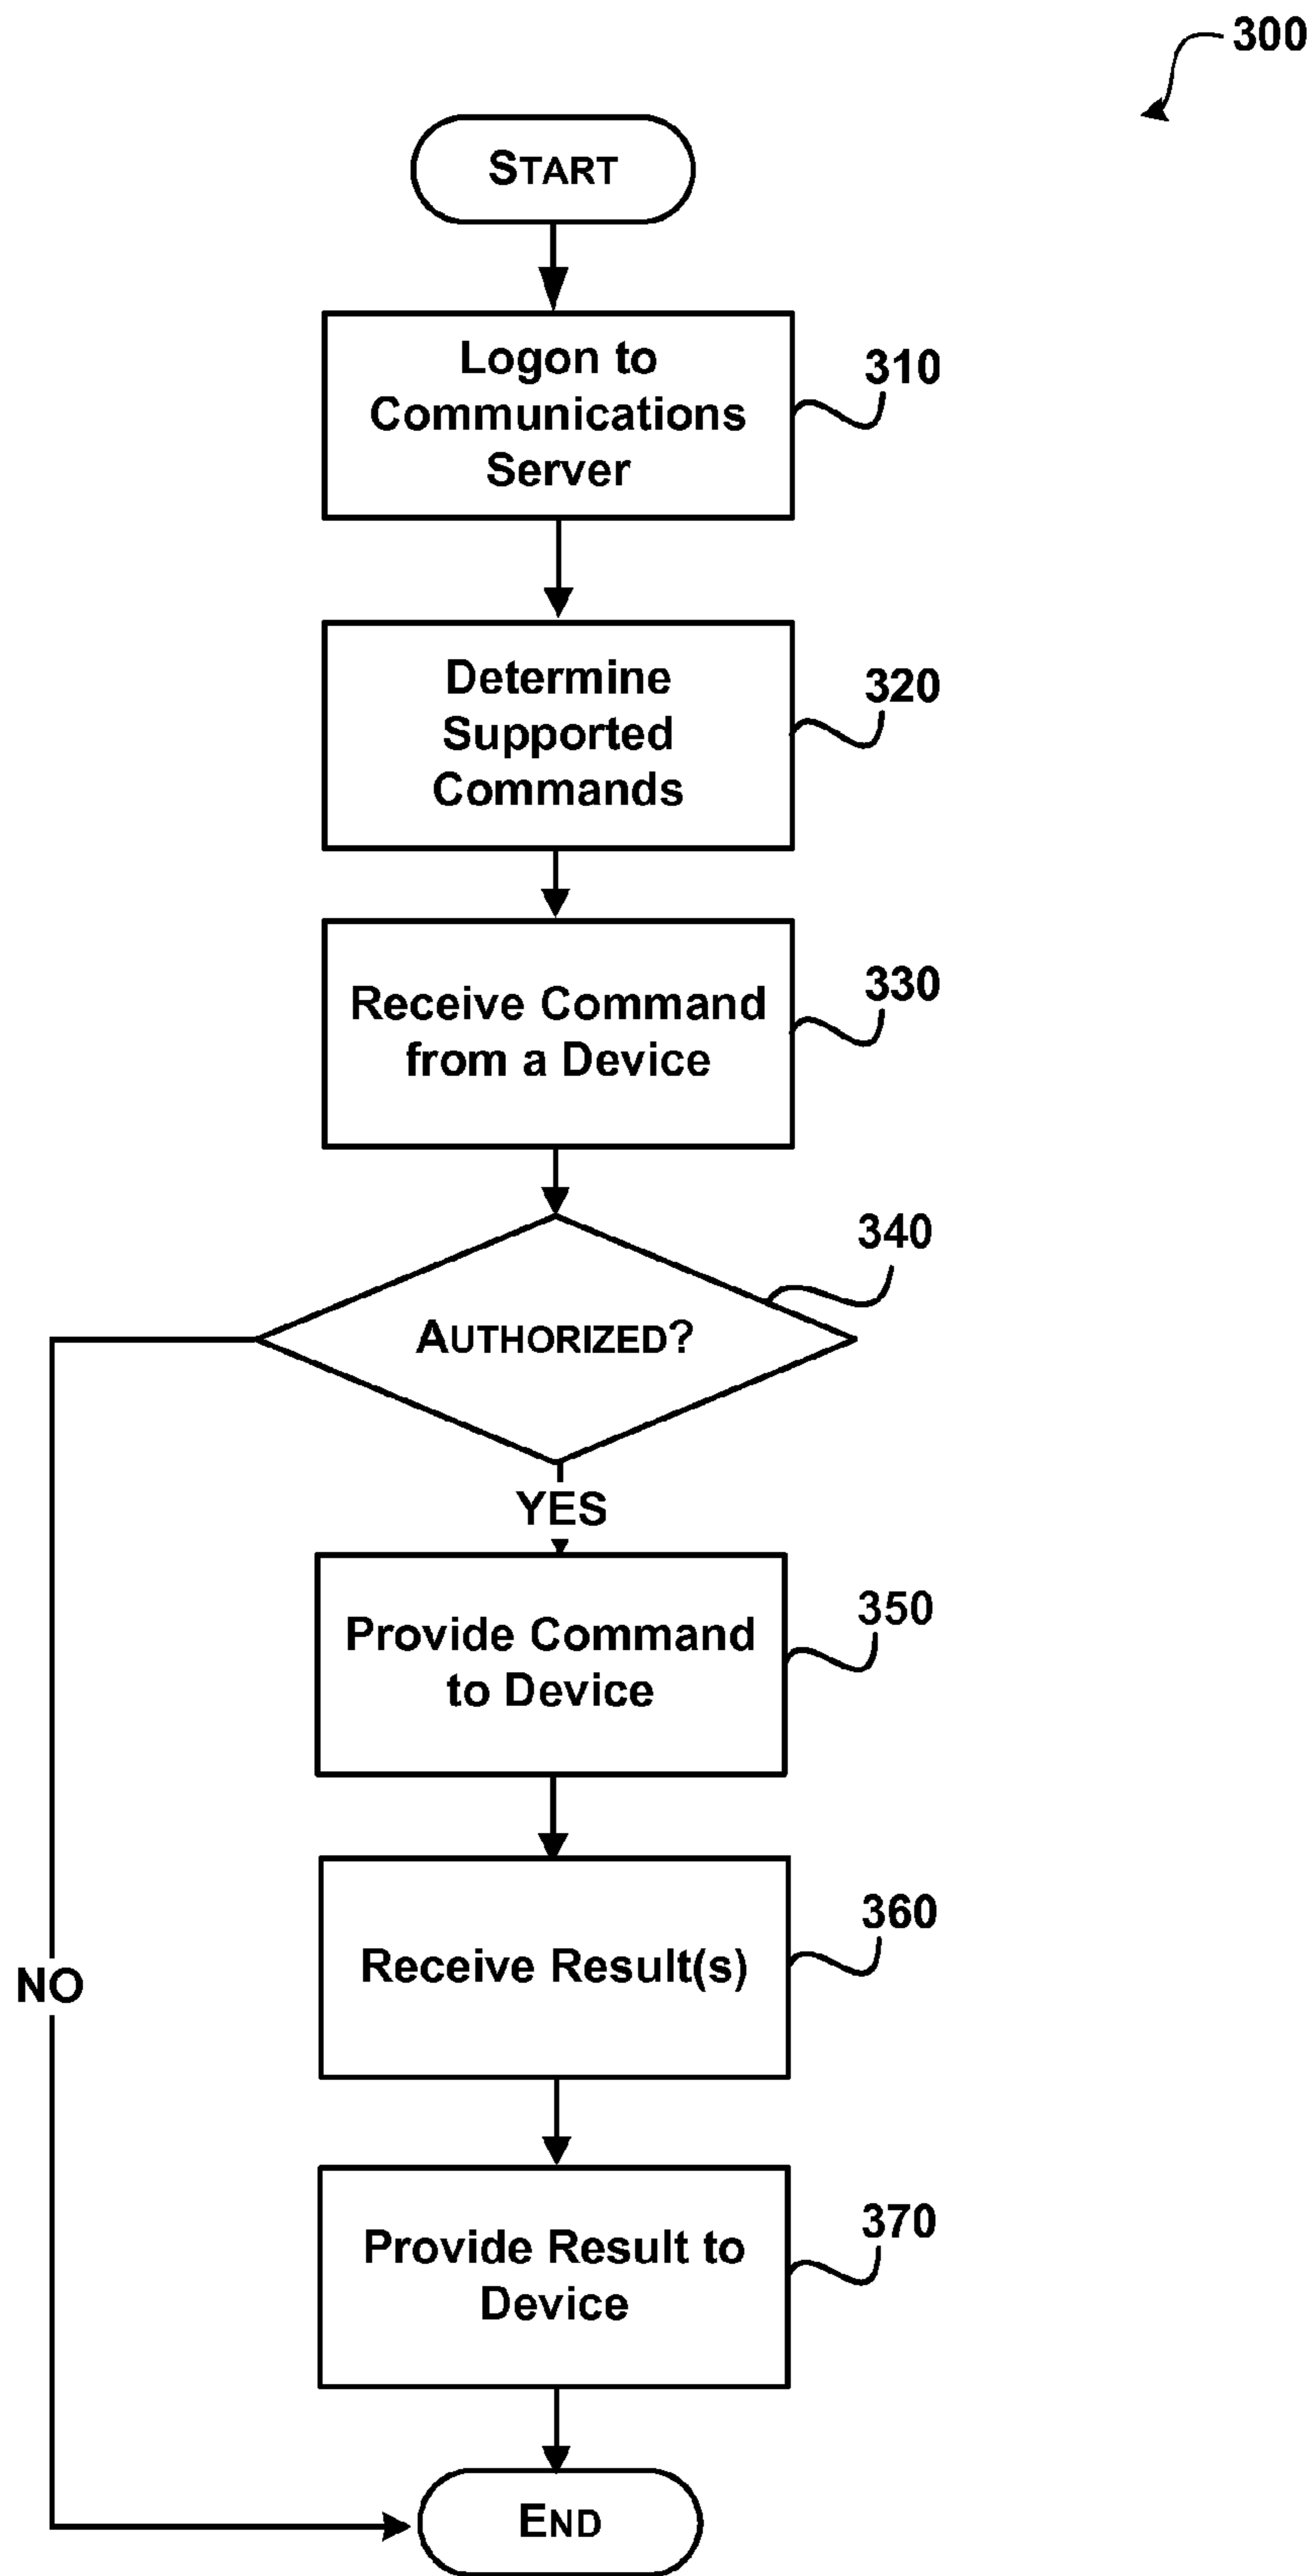 300
START
Logon to
Communications
Server
310
Determine
Supported
Commands
320
Receive Command
from a Device
330
340
AUTHORIZED?
YES
Provide Command
to Device
350
Receive Result(s)
360
NO
Provide Result to
Device
370
END